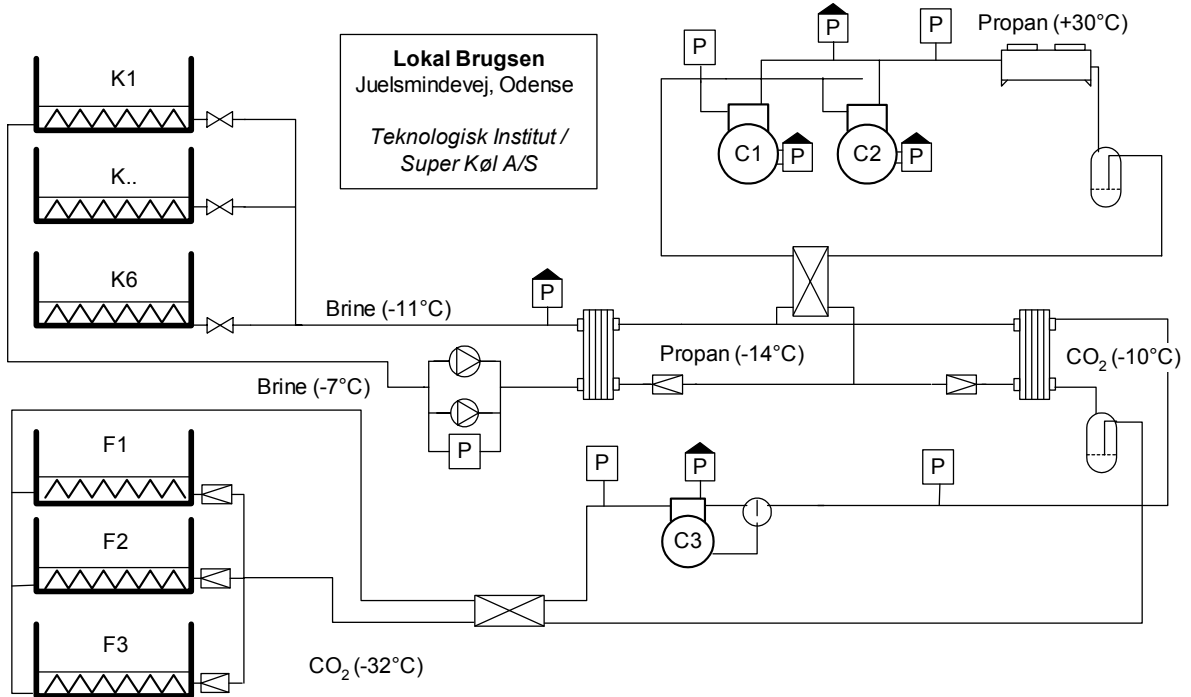 Lokal Brugsen
Juelsmindevej, Odense
Teknologisk Institut /
Super Køl A/S
K1
K..
K6
Brine (-11°C)
P
Brine (-7°C)
P
P
P
P
Propan (+30°C)
C1
P
C2
P
Propan (-14°C)
CO₂ (-10°C)
F1
F2
F3
CO₂ (-32°C)
P
P
C3
P